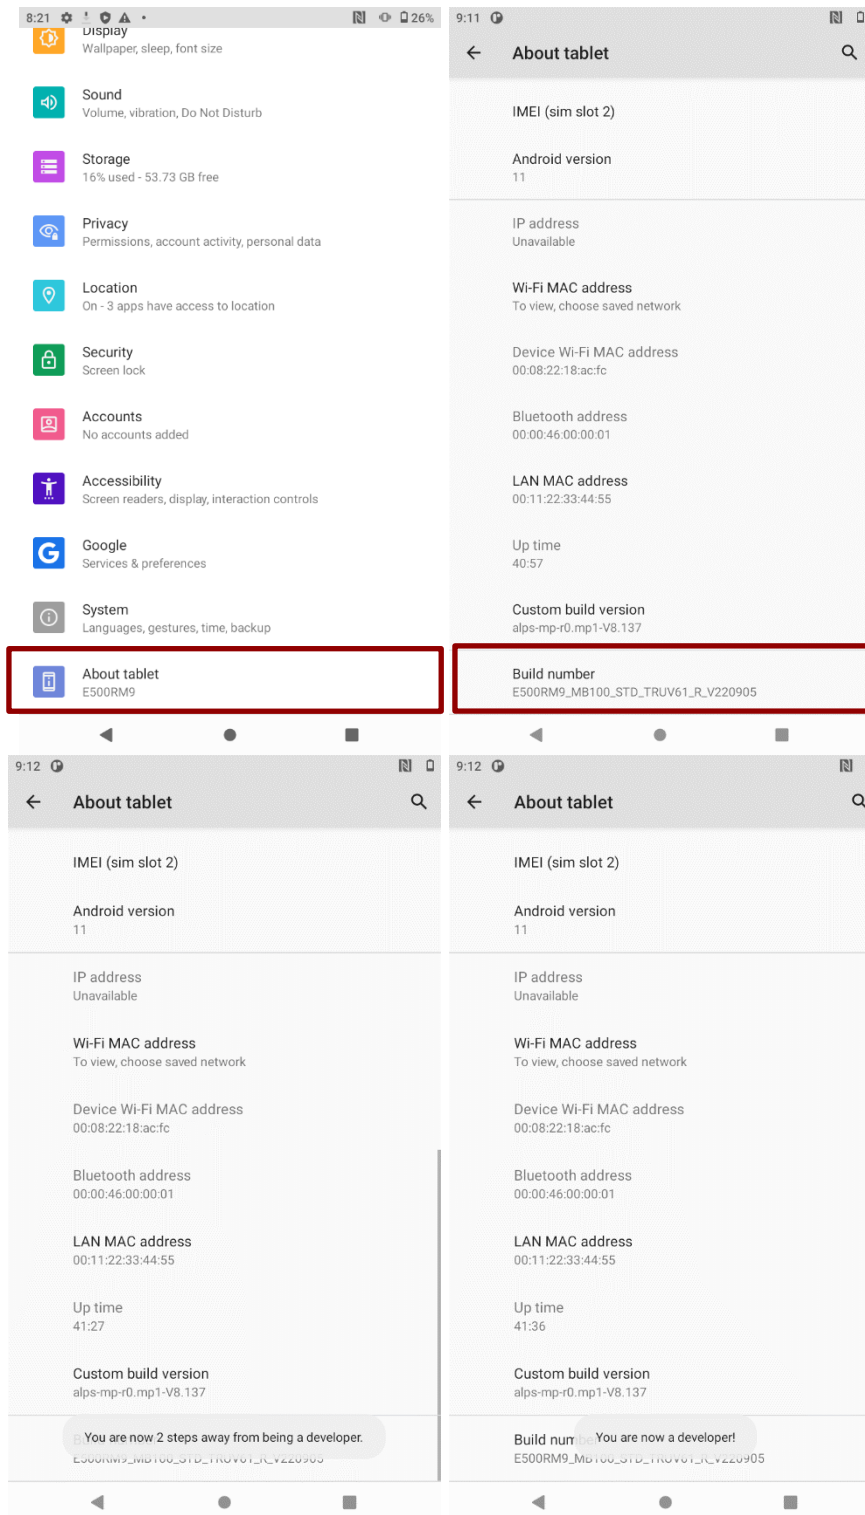 8:21 26%
Display
Wallpaper, sleep, font size
Sound
Volume, vibration, Do Not Disturb
Storage
16% used - 53.73 GB free
Privacy
Permissions, account activity, personal data
Location
On - 3 apps have access to location
Security
Screen lock
Accounts
No accounts added
Accessibility
Screen readers, display, interaction controls
Google
Services & preferences
System
Languages, gestures, time, backup
About tablet
E500RM9
9:11
About tablet
IMEI (sim slot 2)
Android version
11
IP address
Unavailable
Wi-Fi MAC address
To view, choose saved network
Device Wi-Fi MAC address
00:08:22:18:ac:fc
Bluetooth address
00:00:46:00:00:01
LAN MAC address
00:11:22:33:44:55
Up time
40:57
Custom build version
alps-mp-r0.mp1-V8.137
Build number
E500RM9_MB100_STD_TRUV61_R_V220905
9:12
About tablet
IMEI (sim slot 2)
Android version
11
IP address
Unavailable
Wi-Fi MAC address
To view, choose saved network
Device Wi-Fi MAC address
00:08:22:18:ac:fc
Bluetooth address
00:00:46:00:00:01
LAN MAC address
00:11:22:33:44:55
Up time
41:27
Custom build version
alps-mp-r0.mp1-V8.137
You are now 2 steps away from being a developer.
E500RM9_MB100_STD_TRUV61_R_V220905
9:12
About tablet
IMEI (sim slot 2)
Android version
11
IP address
Unavailable
Wi-Fi MAC address
To view, choose saved network
Device Wi-Fi MAC address
00:08:22:18:ac:fc
Bluetooth address
00:00:46:00:00:01
LAN MAC address
00:11:22:33:44:55
Up time
41:36
Custom build version
alps-mp-r0.mp1-V8.137
Build num
You are now a developer!
E500RM9_MB100_STD_TRUV61_R_V220905